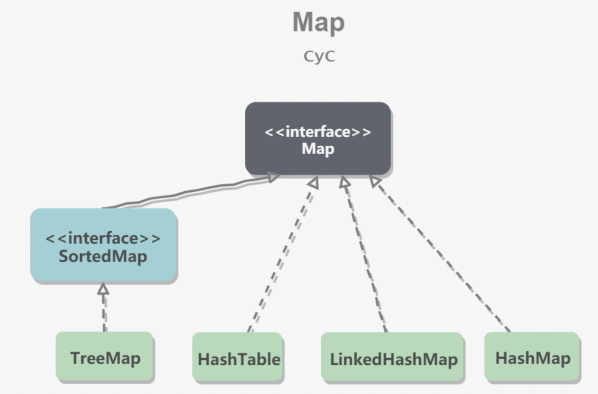 Map
CyC
<<interface>>
Map
<<interface>>
SortedMap
TreeMap
HashTable
LinkedHashMap
HashMap